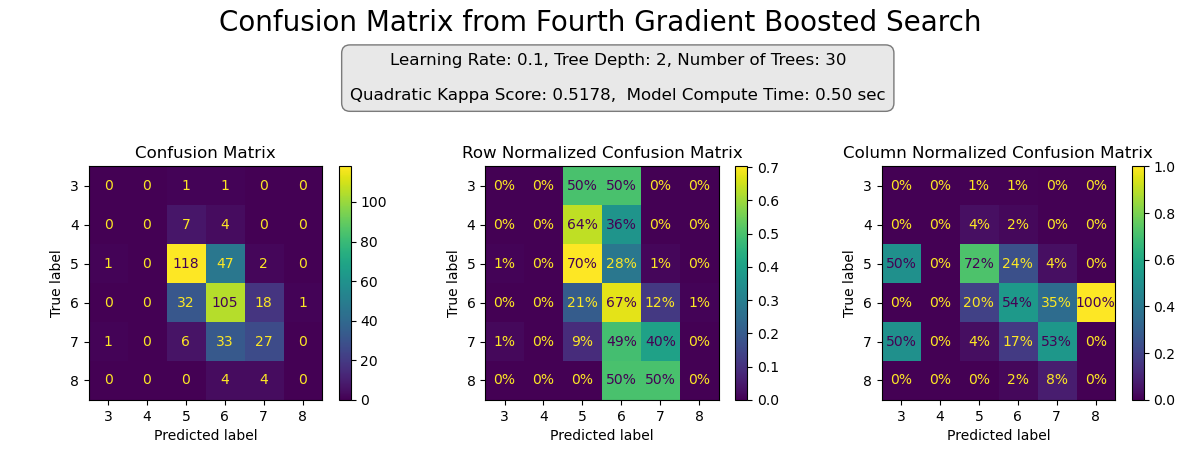 Confusion Matrix from Fourth Gradient Boosted Search
Learning Rate: 0.1, Tree Depth: 2, Number of Trees: 30
Quadratic Kappa Score: 0.5178,  Model Compute Time: 0.50 sec
Confusion Matrix
True label
3 0 0 1 1 0 0
4 0 0 7 4 0 0
5 1 0 118 47 2 0
6 0 0 32 105 18 1
7 1 0 6 33 27 0
8 0 0 0 4 4 0
3 4 5 6 7 8
Predicted label
100
80
60
40
20
0
Row Normalized Confusion Matrix
True label
3 0% 0% 50% 50% 0% 0%
4 0% 0% 64% 36% 0% 0%
5 1% 0% 70% 28% 1% 0%
6 0% 0% 21% 67% 12% 1%
7 1% 0% 9% 49% 40% 0%
8 0% 0% 0% 50% 50% 0%
3 4 5 6 7 8
Predicted label
0.7
0.6
0.5
0.4
0.3
0.2
0.1
0.0
Column Normalized Confusion Matrix
True label
3 0% 0% 1% 1% 0% 0%
4 0% 0% 4% 2% 0% 0%
5 50% 0% 72% 24% 4% 0%
6 0% 0% 20% 54% 35% 100%
7 50% 0% 4% 17% 53% 0%
8 0% 0% 0% 2% 8% 0%
3 4 5 6 7 8
Predicted label
1.0
0.8
0.6
0.4
0.2
0.0